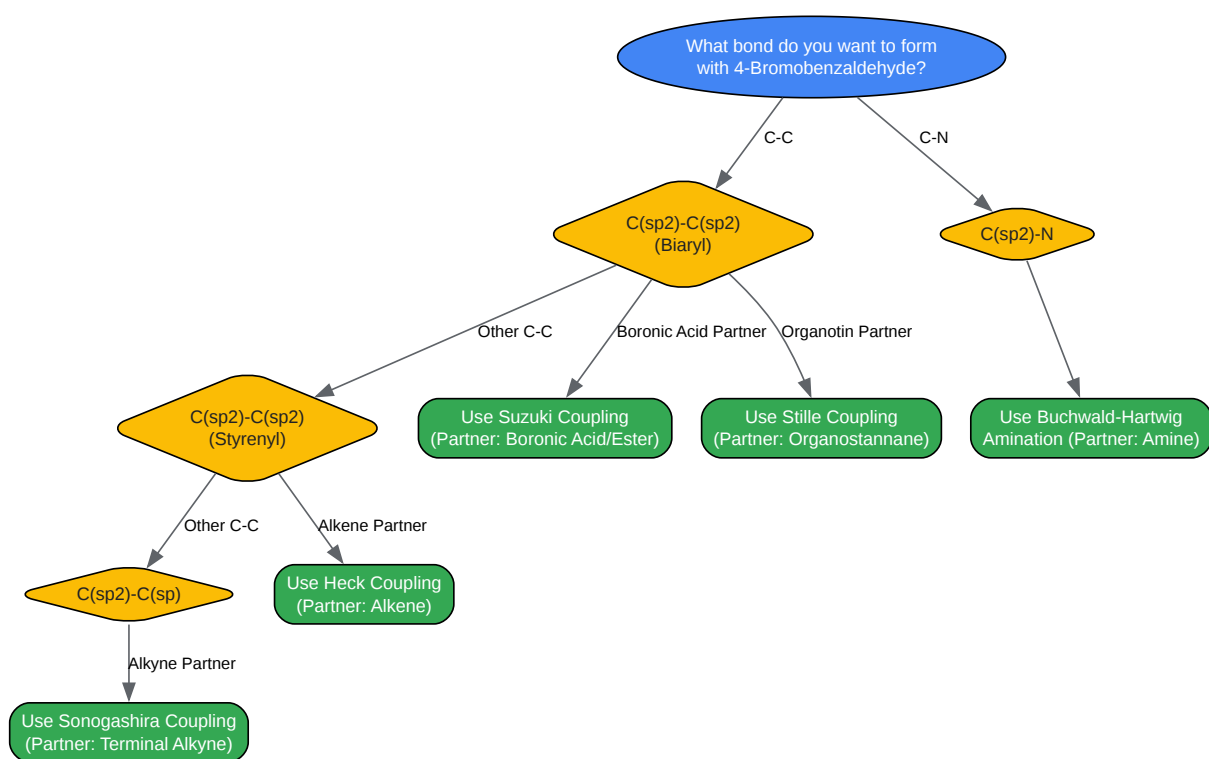 What bond do you want to form
with 4-Bromobenzaldehyde?
C-C
C-N
C(sp2)-C(sp2)
(Biaryl)
C(sp2)-N
Other C-C
Boronic Acid Partner
Organotin Partner
C(sp2)-C(sp2)
(Styrenyl)
Use Suzuki Coupling
(Partner: Boronic Acid/Ester)
Use Stille Coupling
(Partner: Organostannane)
Use Buchwald-Hartwig
Amination (Partner: Amine)
Other C-C
Alkene Partner
C(sp2)-C(sp)
Use Heck Coupling
(Partner: Alkene)
Alkyne Partner
Use Sonogashira Coupling
(Partner: Terminal Alkyne)